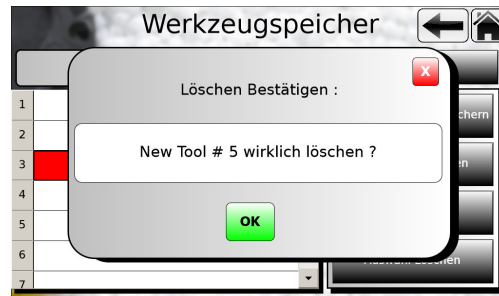 Werkzeugspeicher
X
Löschen Bestätigen :
1
2
New Tool # 5 wirklich löschen ?
3
4
OK
5
6
7